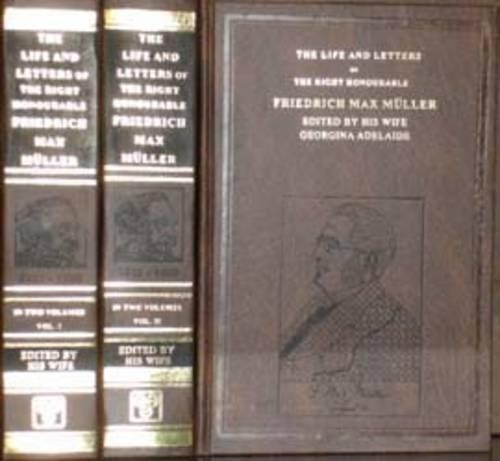 THE
LIFE AND
LETTERS OF
THE RIGHT
HONOURABLE
FRIEDRICH
MAX
MÜLLER
IN TWO VOLUMES
VOL. I
EDITED BY
HIS WIFE
THE
LIFE AND
LETTERS OF
THE RIGHT
HONOURABLE
FRIEDRICH
MAX
MÜLLER
IN TWO VOLUMES
VOL. II
EDITED BY
HIS WIFE
THE LIFE AND LETTERS
OF
THE RIGHT HONOURABLE
FRIEDRICH MAX MÜLLER
EDITED BY HIS WIFE
GEORGINA ADELAIDE